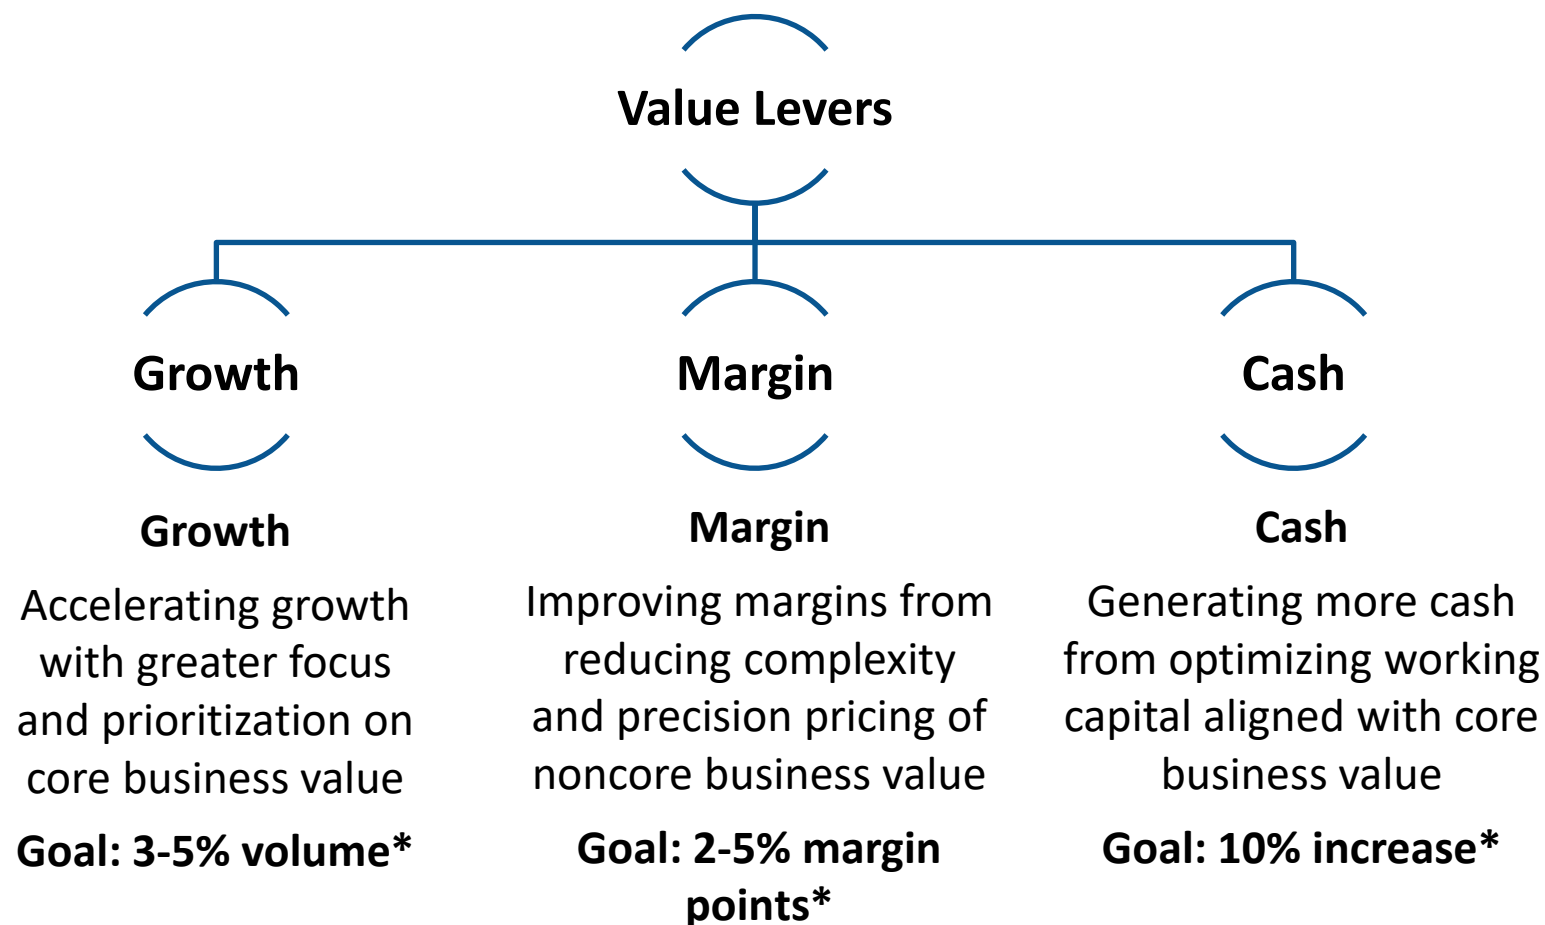 Value Levers
Growth
Margin
Cash
Growth
Accelerating growth
with greater focus
and prioritization on
core business value
Goal: 3-5% volume*
Margin
Improving margins from
reducing complexity
and precision pricing of
noncore business value
Goal: 2-5% margin
points*
Cash
Generating more cash
from optimizing working
capital aligned with core
business value
Goal: 10% increase*